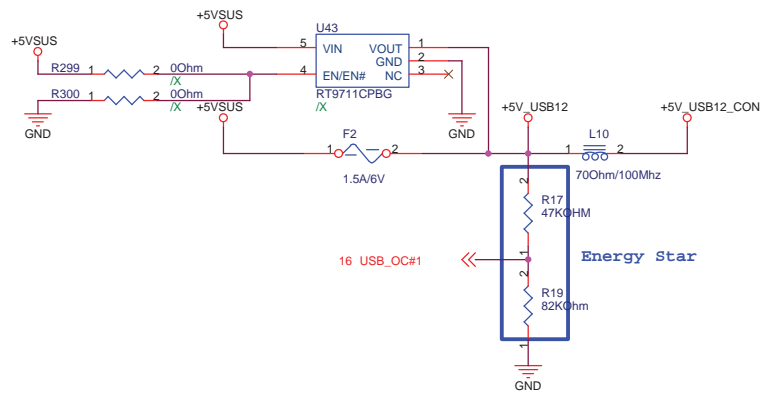 U43
+5VSUS
+5VSUS
5 VIN VOUT 1
GND 2
R299 1 2 0Ohm
4 EN/EN# NC 3
/X
R300 1 2 0Ohm
RT9711CPBG
/X
/X
+5VSUS
GND
GND
+5V_USB12
+5V_USB12_CON
F2
L10
1 2
1 2
1.5A/6V
70Ohm/100Mhz
2
R17
47KOHM
1
16 USB_OC#1
Energy Star
2
R19
82KOhm
1
GND